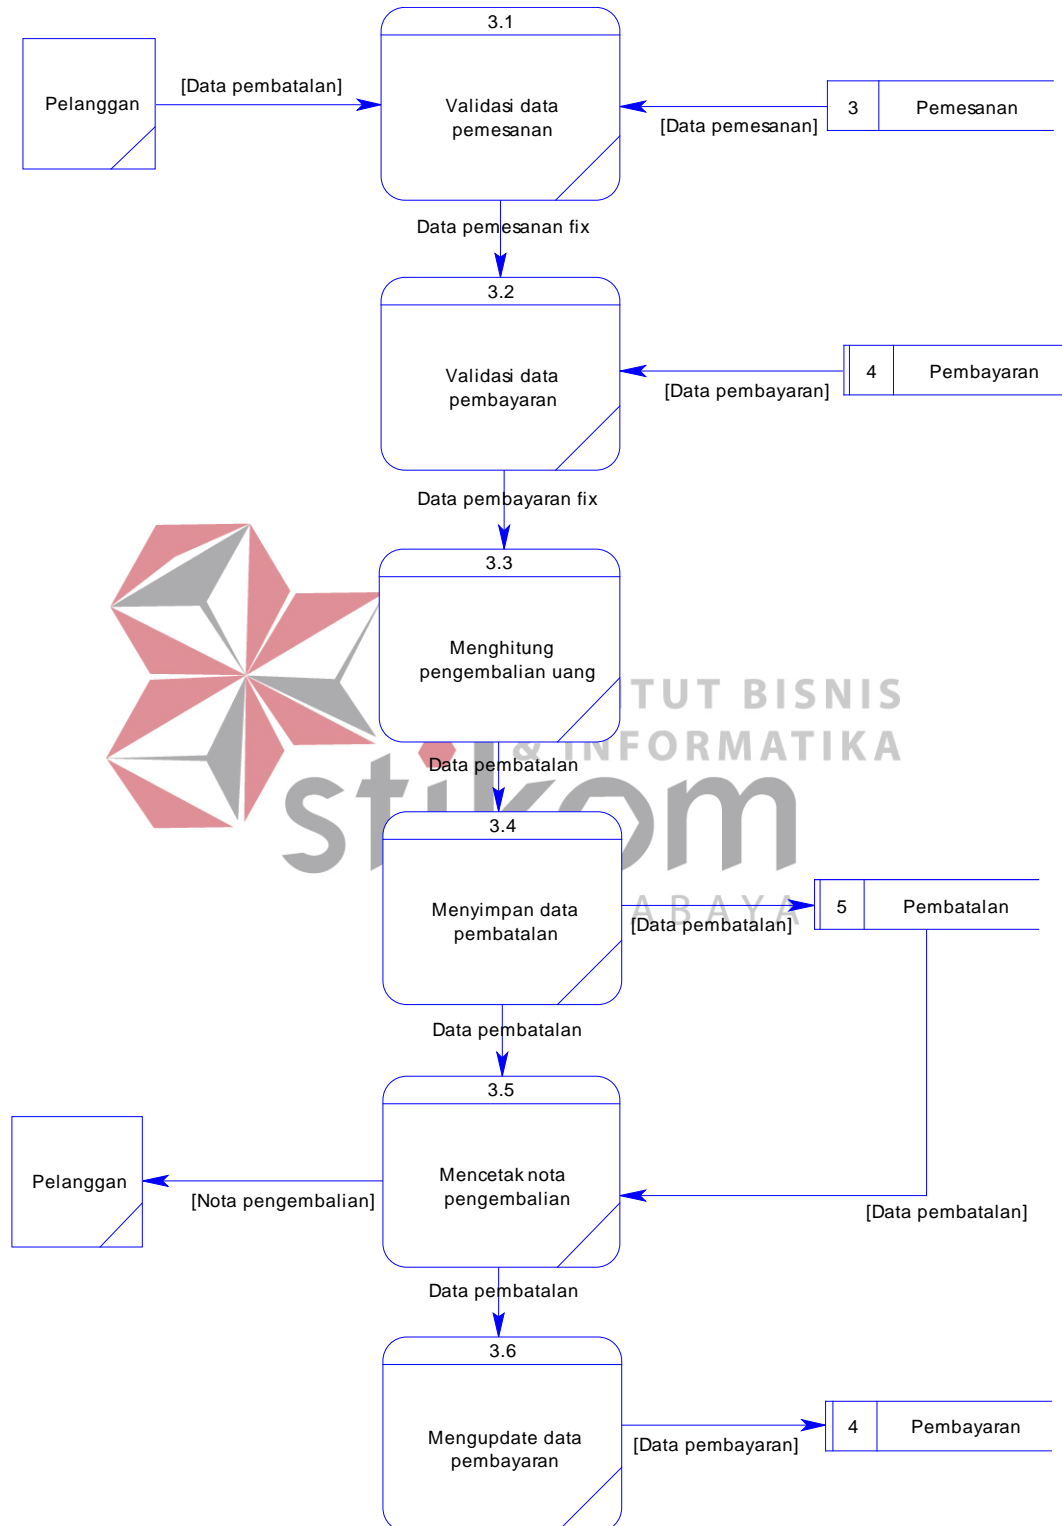 3.1
Pelanggan
[Data pembatalan]
Validasi data
pemesanan
[Data pemesanan]
3
Pemesanan
Data pemesanan fix
3.2
Validasi data
pembayaran
[Data pembayaran]
4
Pembayaran
Data pembayaran fix
3.3
Menghitung
pengembalian uang
TUT BISNIS
& INFORMATIKA
Data pembatalan
stikom
3.4
Menyimpan data
pembatalan
ABAYA
[Data pembatalan]
5
Pembatalan
Data pembatalan
3.5
Pelanggan
[Nota pengembalian]
Mencetak nota
pengembalian
[Data pembatalan]
Data pembatalan
3.6
Mengupdate data
pembayaran
[Data pembayaran]
4
Pembayaran